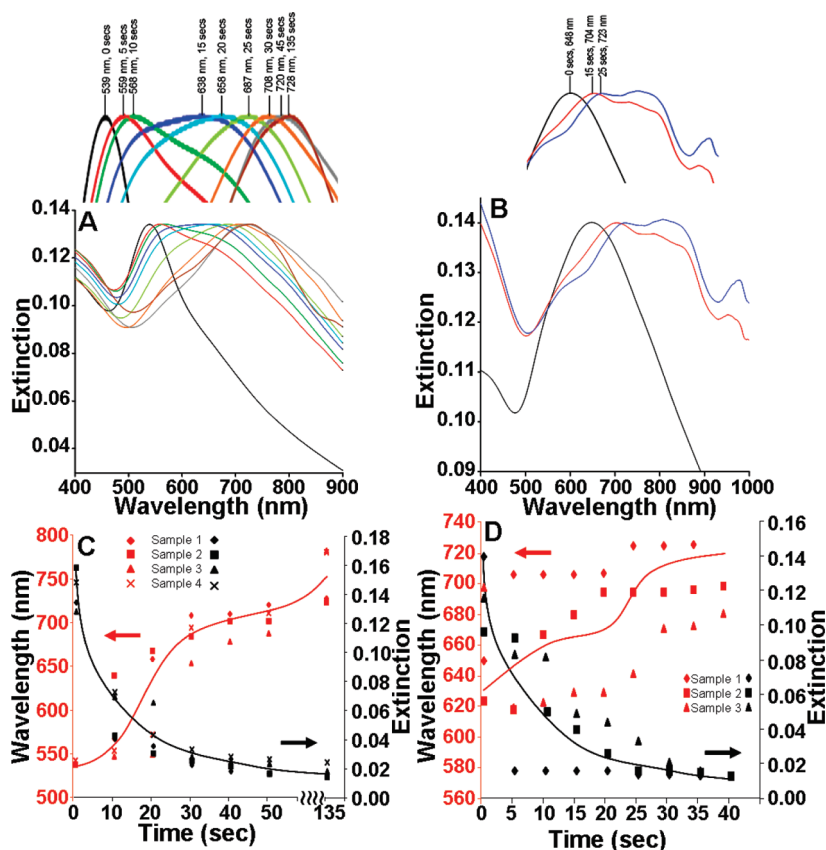 539 nm, 0 secs
559 nm, 5 secs
568 nm, 10 secs
638 nm, 15 secs
658 nm, 20 secs
687 nm, 25 secs
708 nm, 30 secs
720 nm, 45 secs
728 nm, 135 secs
0 secs, 648 nm
15 secs, 704 nm
25 secs, 723 nm
A
Extinction
0.14
0.12
0.10
0.08
0.06
0.04
400 500 600 700 800 900
Wavelength (nm)
B
Extinction
0.14
0.13
0.12
0.11
0.10
0.09
400 500 600 700 800 900 1000
Wavelength (nm)
C
Wavelength (nm)
800
750
700
650
600
550
500
Sample 1
Sample 2
Sample 3
Sample 4
0.18
0.16
0.14
0.12
0.10
0.08
0.06
0.04
0.02
0.00
Extinction
0 10 20 30 40 50 135
Time (sec)
D
Wavelength (nm)
720
740
700
680
660
640
620
600
580
560
Sample 1
Sample 2
Sample 3
0.16
0.14
0.12
0.10
0.08
0.06
0.04
0.02
0.00
Extinction
0 5 10 15 20 25 30 35 40
Time (sec)